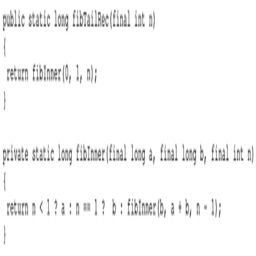 public static long fibTailRec(final int n)
{
return fibInner(0, 1, n);
}
private static long fibInner(final long a, final long b, final int n)
{
return n < 1 ? a : n == 1 ? b : fibInner(b, a + b, n - 1);
}